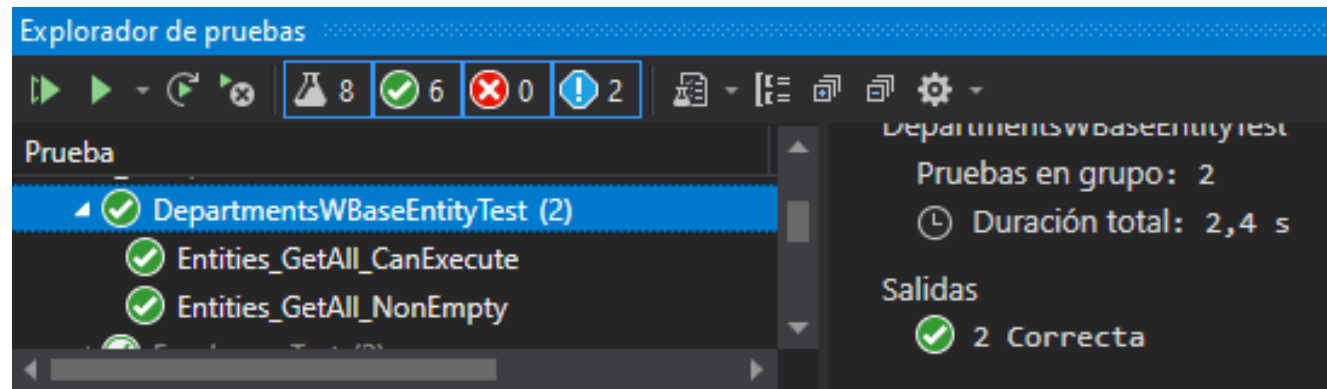 Explorador de pruebas
8 6 0 2
Prueba
DepartmentsWBaseEntityTest (2)
Entities_GetAll_CanExecute
Entities_GetAll_NonEmpty
DepartmentsWBaseEntityTest
Pruebas en grupo: 2
Duración total: 2,4 s
Salidas
2 Correcta